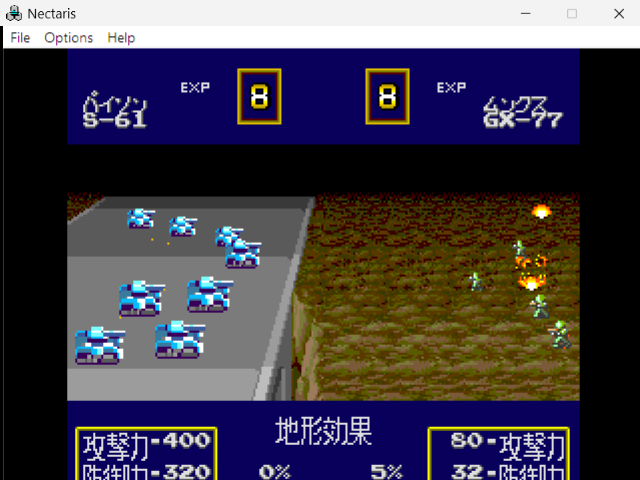 Nectaris
File Options Help
EXP 8 8 EXP
バイソン ムンクス
S-61 GX-77
地形効果
攻撃力-400 80-攻撃力
防御力-320 0% 5% 32-防御力